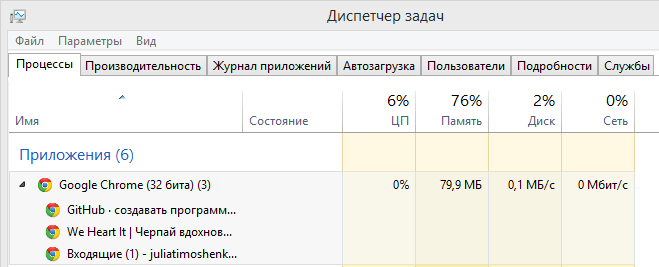 Диспетчер задач
Файл Параметры Вид
Процессы Производительность Журнал приложений Автозагрузка Пользователи Подробности Службы
6% 76% 2% 0%
Имя Состояние ЦП Память Диск Сеть
Приложения (6)
Google Chrome (32 бита) (3) 0% 79,9 МБ 0,1 МБ/с 0 Мбит/с
GitHub · создавать программ...
We Heart It | Черпай вдохнов...
Входящие (1) - juliatimoshenk...